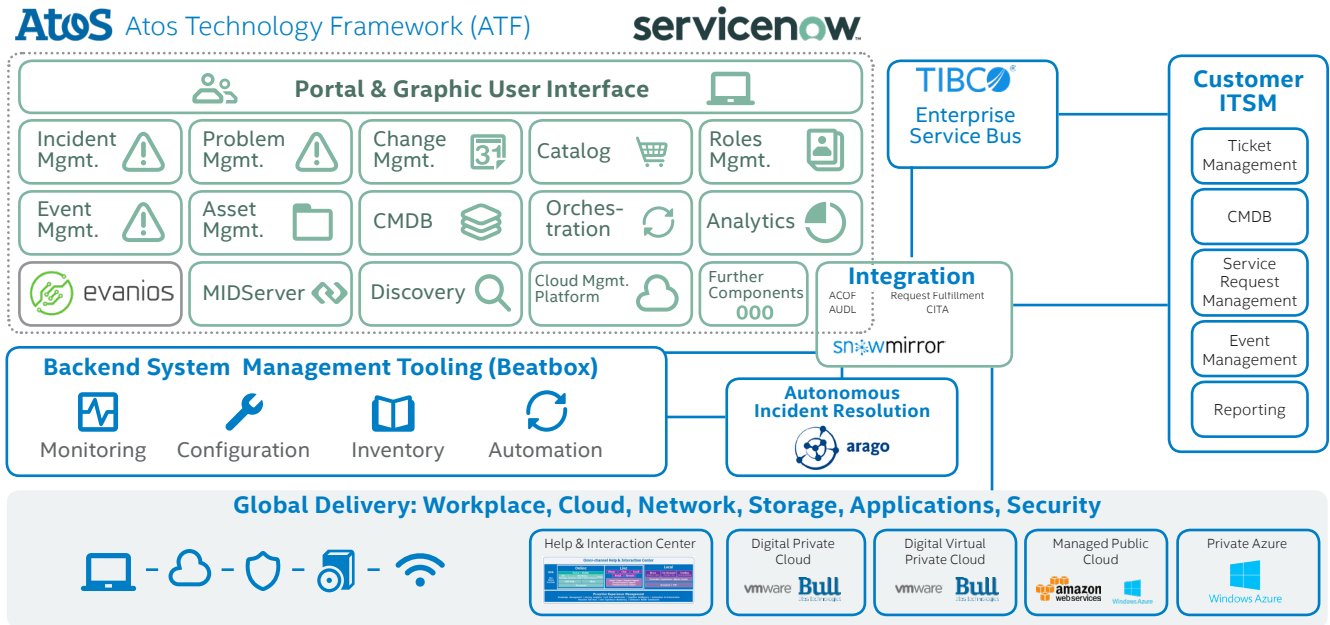 Atos Atos Technology Framework (ATF)
servicenow
Portal & Graphic User Interface
Incident
Mgmt.
Problem
Mgmt.
Change
Mgmt.
31
Catalog
Roles
Mgmt.
Event
Mgmt.
Asset
Mgmt.
CMDB
Orches-
tration
Analytics
evanios
MIDServer
Discovery
Cloud Mgmt.
Platform
Further
Components
000
Integration
ACOF
AUDL
Request Fulfillment
CITA
snowmirror
TIBCO®
Enterprise
Service Bus
Customer
ITSM
Ticket
Management
CMDB
Service
Request
Management
Event
Management
Reporting
Backend System Management Tooling (Beatbox)
Monitoring
Configuration
Inventory
Automation
Autonomous
Incident Resolution
arago
Global Delivery: Workplace, Cloud, Network, Storage, Applications, Security
Help & Interaction Center
Digital Private
Cloud
vmware Bull
Digital Virtual
Private Cloud
vmware Bull
Managed Public
Cloud
amazon
webservices
Windows Azure
Private Azure
Windows Azure